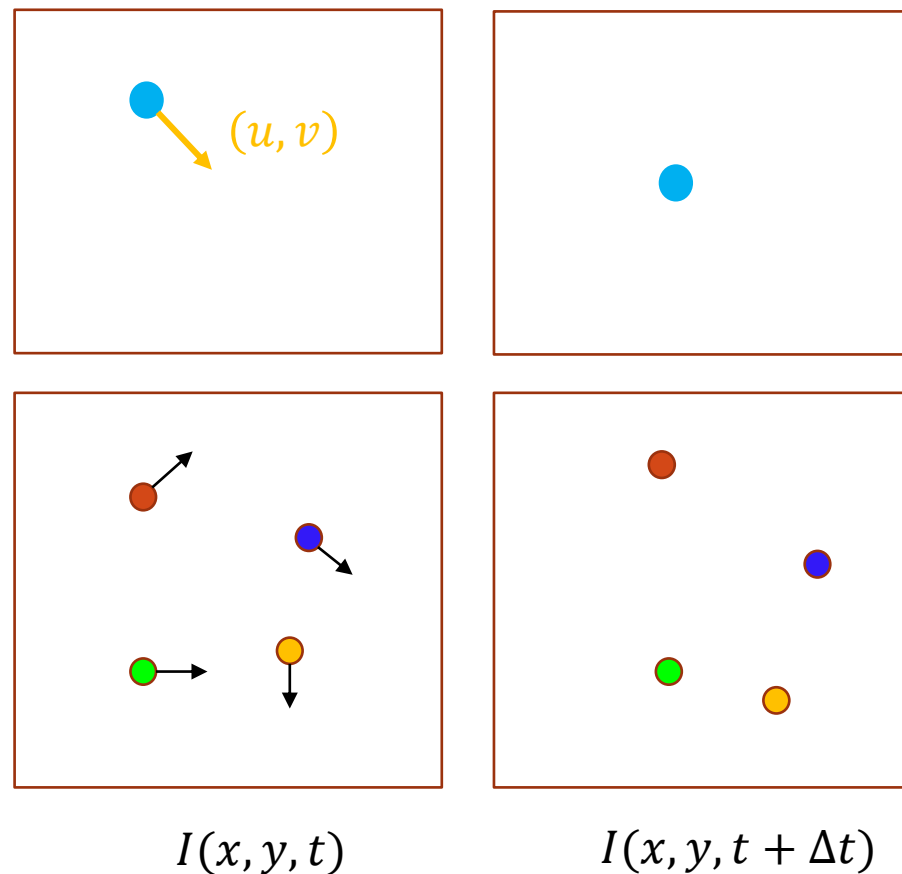 (u, v)
I(x, y, t)
I(x, y, t + Δt)